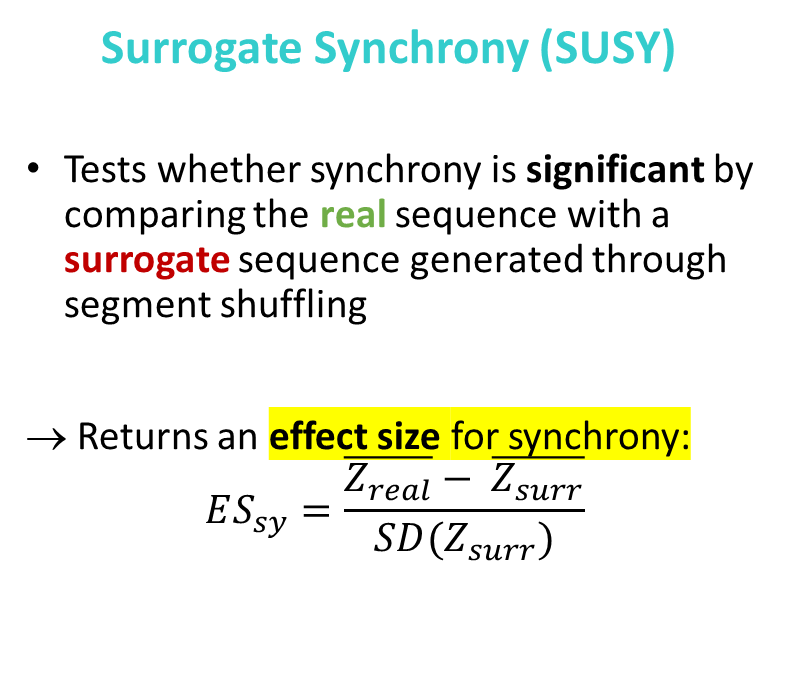 Surrogate Synchrony (SUSY)
• Tests whether synchrony is significant by
comparing the real sequence with a
surrogate sequence generated through
segment shuffling
→ Returns an effect size for synchrony:
$ES_{sy} = \frac{\overline{Z_{real}} - \overline{Z_{surr}}}{SD(Z_{surr})}$